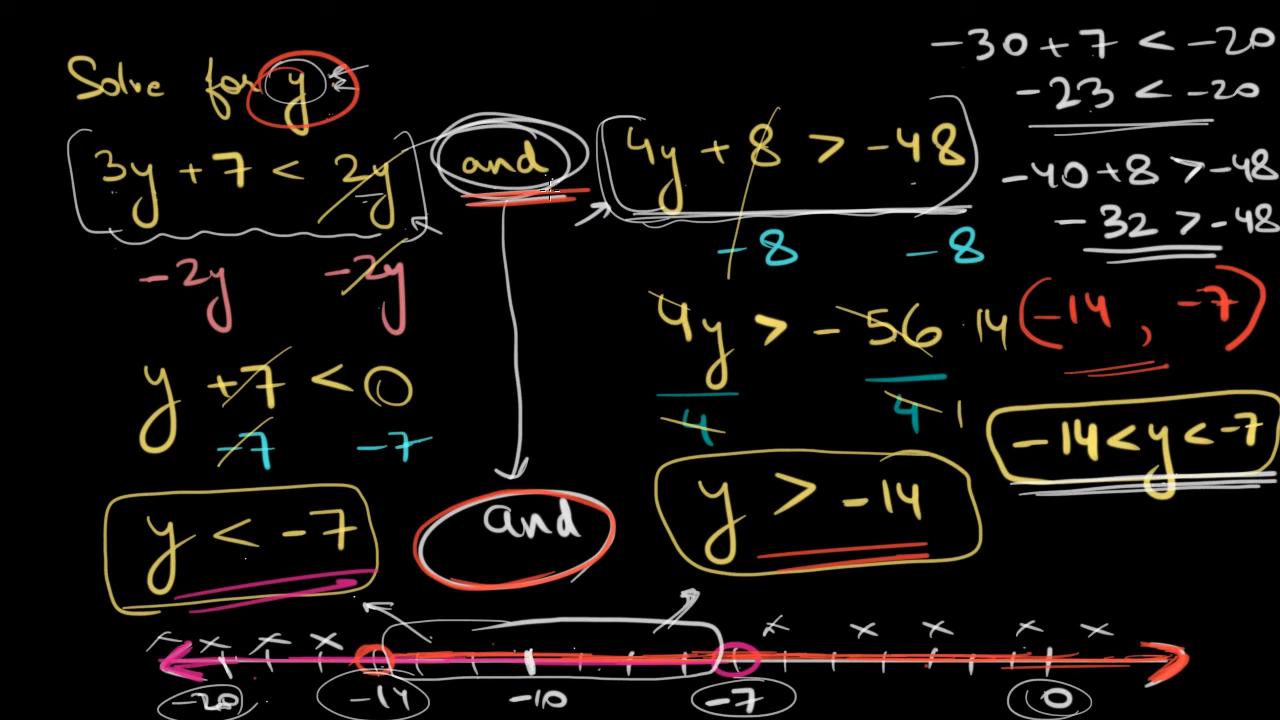 Solve for y
3y + 7 < 2y and 4y + 8 > -48
-2y -2y -8 -8
y + 7 < 0 4y > -56 14
-7 -7 4 4 1
y < -7 and y > -14
-20 -14 -10 -7 0
-30 + 7 < -20
-23 < -20
-40 + 8 > -48
-32 > -48
(-14, -7)
-14 < y < -7